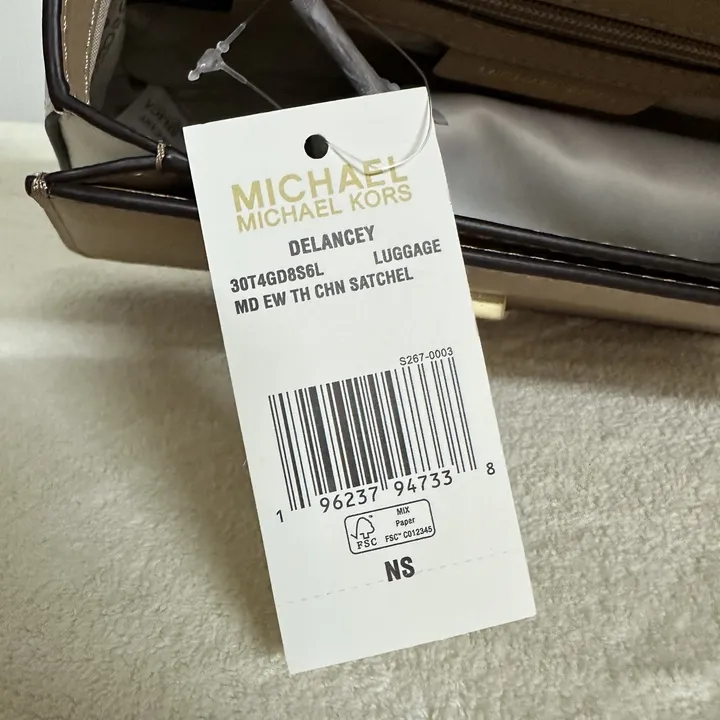 MICHAEL
MICHAEL KORS
DELANCEY
30T4GD8S6L LUGGAGE
MD EW TH CHN SATCHEL
S267-0003
1 96237 94733 8
FSC
MIX
Paper
FSC™ C012345
NS